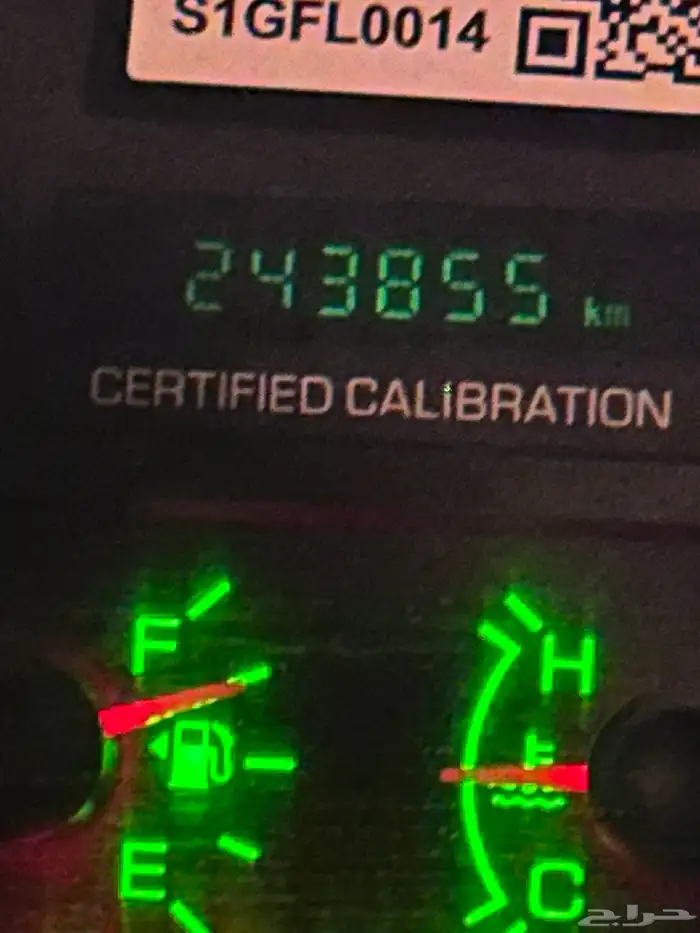 S1GFL0014
243855 km
CERTIFIED CALIBRATION
F
H
E
C
حراج